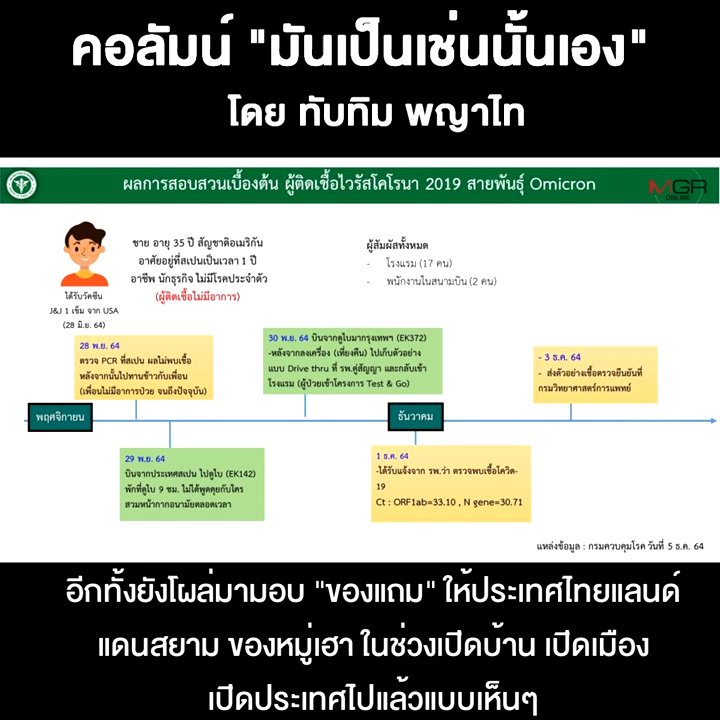 คอลัมน์ "มันเป็นเช่นนั้นเอง"
โดย ทับทิม พญาไท
ผลการสอบสวนเบื้องต้น ผู้ติดเชื้อไวรัสโคโรนา 2019 สายพันธุ์ Omicron
MGR
ONLINE
ชาย อายุ 35 ปี สัญชาติอเมริกัน
อาศัยอยู่ที่สเปนเป็นเวลา 1 ปี
อาชีพ นักธุรกิจ ไม่มีโรคประจำตัว
(ผู้ติดเชื้อไม่มีอาการ)
ผู้สัมผัสทั้งหมด
- โรงแรม (17 คน)
- พนักงานในสนามบิน (2 คน)
ได้รับวัคซีน
J&J 1 เข็ม จาก USA
(28 มิ.ย. 64)
28 พ.ย. 64
ตรวจ PCR ที่สเปน ผลไม่พบเชื้อ
หลังจากนั้นไปทานข้าวกับเพื่อน
(เพื่อนไม่มีอาการป่วย จนถึงปัจจุบัน)
30 พ.ย. 64 บินจากดูไบมากรุงเทพฯ (EK372)
-หลังจากลงเครื่อง (เที่ยงคืน) ไปเก็บตัวอย่าง
แบบ Drive thru ที่ รพ.คู่สัญญา และกลับเข้า
โรงแรม (ผู้ป่วยเข้าโครงการ Test & Go)
- 3 ธ.ค. 64
- ส่งตัวอย่างเชื้อตรวจยืนยันที่
กรมวิทยาศาสตร์การแพทย์
พฤศจิกายน
ธันวาคม
29 พ.ย. 64
บินจากประเทศสเปน ไปดูไบ (EK142)
พักที่ดูไบ 9 ชม. ไม่ได้พูดคุยกับใคร
สวมหน้ากากอนามัยตลอดเวลา
1 ธ.ค. 64
-ได้รับแจ้งจาก รพ.ว่า ตรวจพบเชื้อโควิด-
19
Ct : ORF1ab=33.10 , N gene=30.71
แหล่งข้อมูล : กรมควบคุมโรค วันที่ 5 ธ.ค. 64
อีกทั้งยังโผล่มามอบ "ของแถม" ให้ประเทศไทยแลนด์
แดนสยาม ของหมู่เฮา ในช่วงเปิดบ้าน เปิดเมือง
เปิดประเทศไปแล้วแบบเห็นๆ